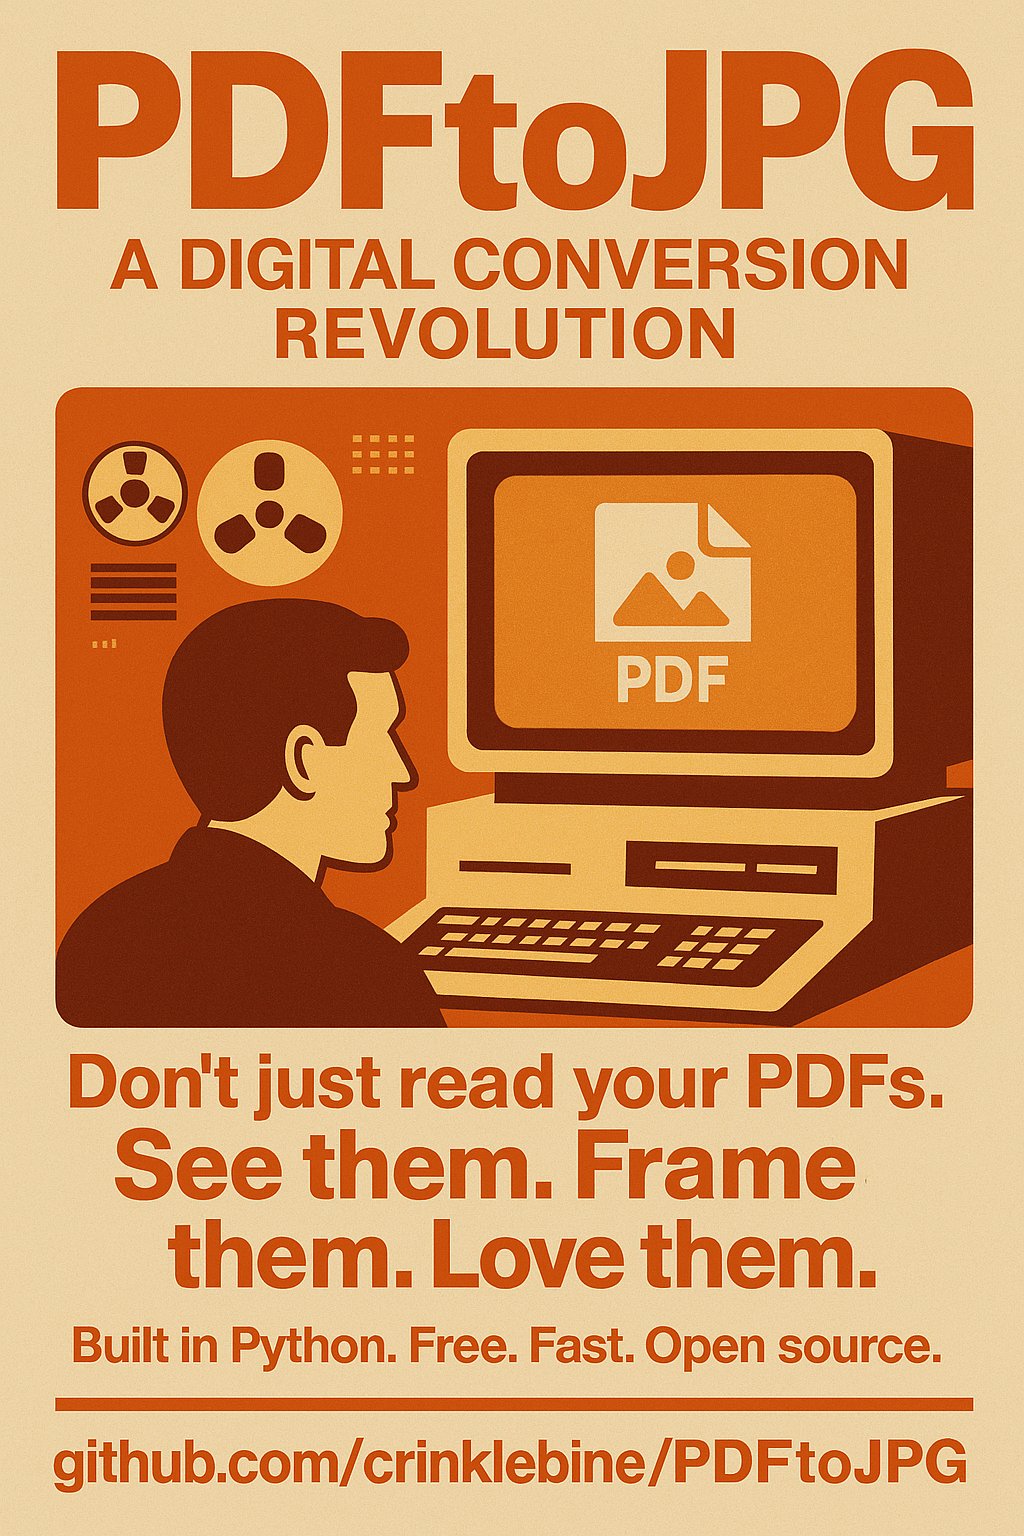 PDFtoJPG
A DIGITAL CONVERSION
REVOLUTION
PDF
Don't just read your PDFs.
See them. Frame
them. Love them.
Built in Python. Free. Fast. Open source.
github.com/crinklebine/PDFtoJPG